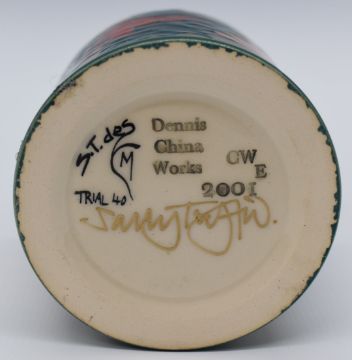 S.T. des
M
TRIAL 40
Dennis
China
Works
CW
E
2001
Sally Tuffin.